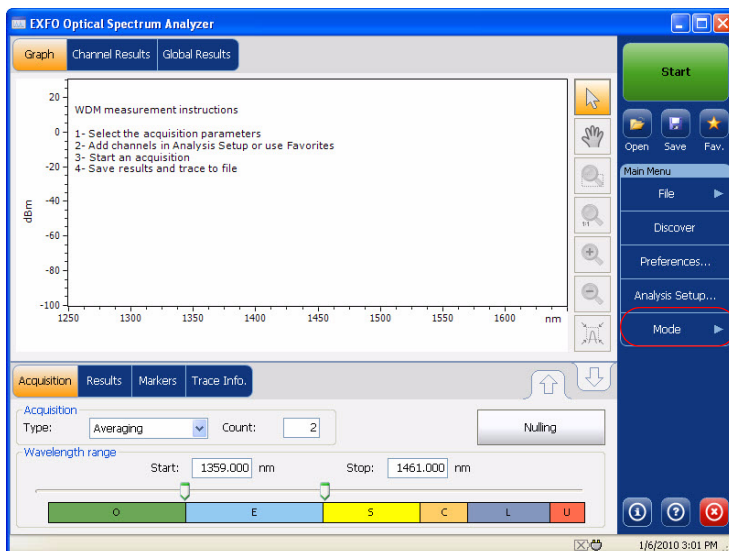 EXFO Optical Spectrum Analyzer
Graph Channel Results Global Results
Start
Open Save Fav.
Main Menu
File
Discover
Preferences...
Analysis Setup...
Mode
WDM measurement instructions
1- Select the acquisition parameters
2- Add channels in Analysis Setup or use Favorites
3- Start an acquisition
4- Save results and trace to file
dBm
20
0
-20
-40
-60
-80
-100
1250 1300 1350 1400 1450 1500 1550 1600 nm
1:1
Acquisition Results Markers Trace Info.
Acquisition
Type: Averaging Count: 2
Nulling
Wavelength range
Start: 1359.000 nm Stop: 1461.000 nm
O E S C L U
1/6/2010 3:01 PM